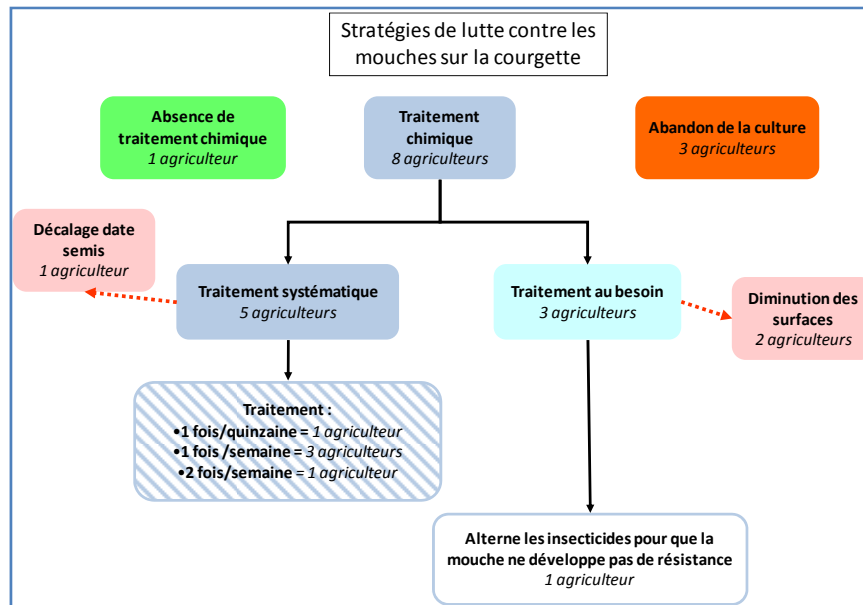 Stratégies de lutte contre les
mouches sur la courgette
Absence de
traitement chimique
1 agriculteur
Traitement
chimique
8 agriculteurs
Abandon de la culture
3 agriculteurs
Décalage date
semis
1 agriculteur
Traitement systématique
5 agriculteurs
Traitement au besoin
3 agriculteurs
Diminution des
surfaces
2 agriculteurs
Traitement :
•1 fois/quinzaine = 1 agriculteur
•1 fois /semaine = 3 agriculteurs
•2 fois/semaine = 1 agriculteur
Alterne les insecticides pour que la
mouche ne développe pas de résistance
1 agriculteur